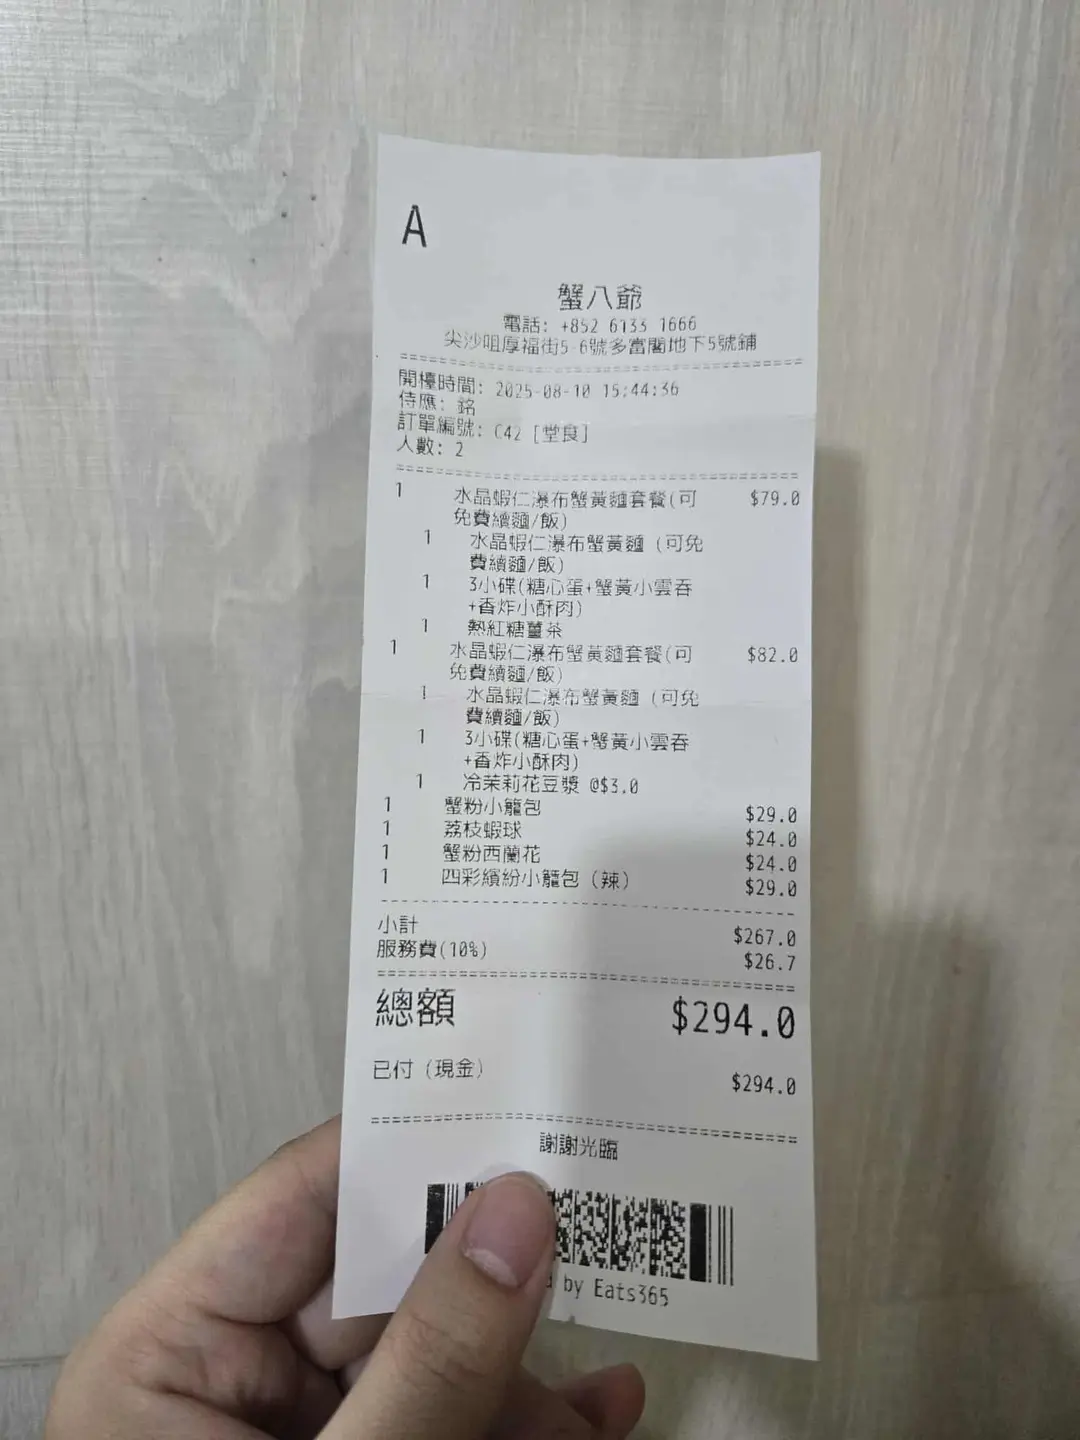 A
蟹八爺
電話: +852 6133 1666
尖沙咀厚福街5-6號多富閣地下5號鋪
開檯時間: 2025-08-10 15:44:36
侍應: 銘
訂單編號: C42 [堂食]
人數: 2
1 水晶蝦仁瀑布蟹黃麵套餐(可 $79.0
免費續麵/飯)
1 水晶蝦仁瀑布蟹黃麵 (可免
費續麵/飯)
1 3小碟(糖心蛋+蟹黃小雲吞
+香炸小酥肉)
1 熱紅糖薑茶
1 水晶蝦仁瀑布蟹黃麵套餐(可 $82.0
免費續麵/飯)
1 水晶蝦仁瀑布蟹黃麵 (可免
費續麵/飯)
1 3小碟(糖心蛋+蟹黃小雲吞
+香炸小酥肉)
1 冷茉莉花豆漿 @$3.0
1 蟹粉小籠包 $29.0
1 荔枝蝦球 $24.0
1 蟹粉西蘭花 $24.0
1 四彩繽紛小籠包 (辣) $29.0
小計 $267.0
服務費(10%) $26.7
總額 $294.0
已付 (現金) $294.0
謝謝光臨
by Eats365